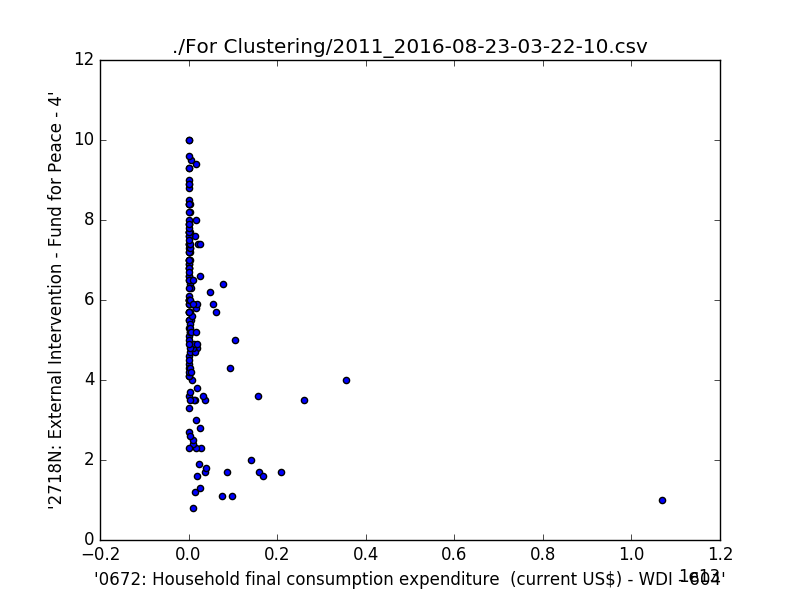 ./For Clustering/2011_2016-08-23-03-22-10.csv
12
10
8
6
4
2
0
'2718N: External Intervention - Fund for Peace - 4'
−0.2 0.0 0.2 0.4 0.6 0.8 1.0 1.2
1e13
'0672: Household final consumption expenditure  (current US$) - WDI - 604'